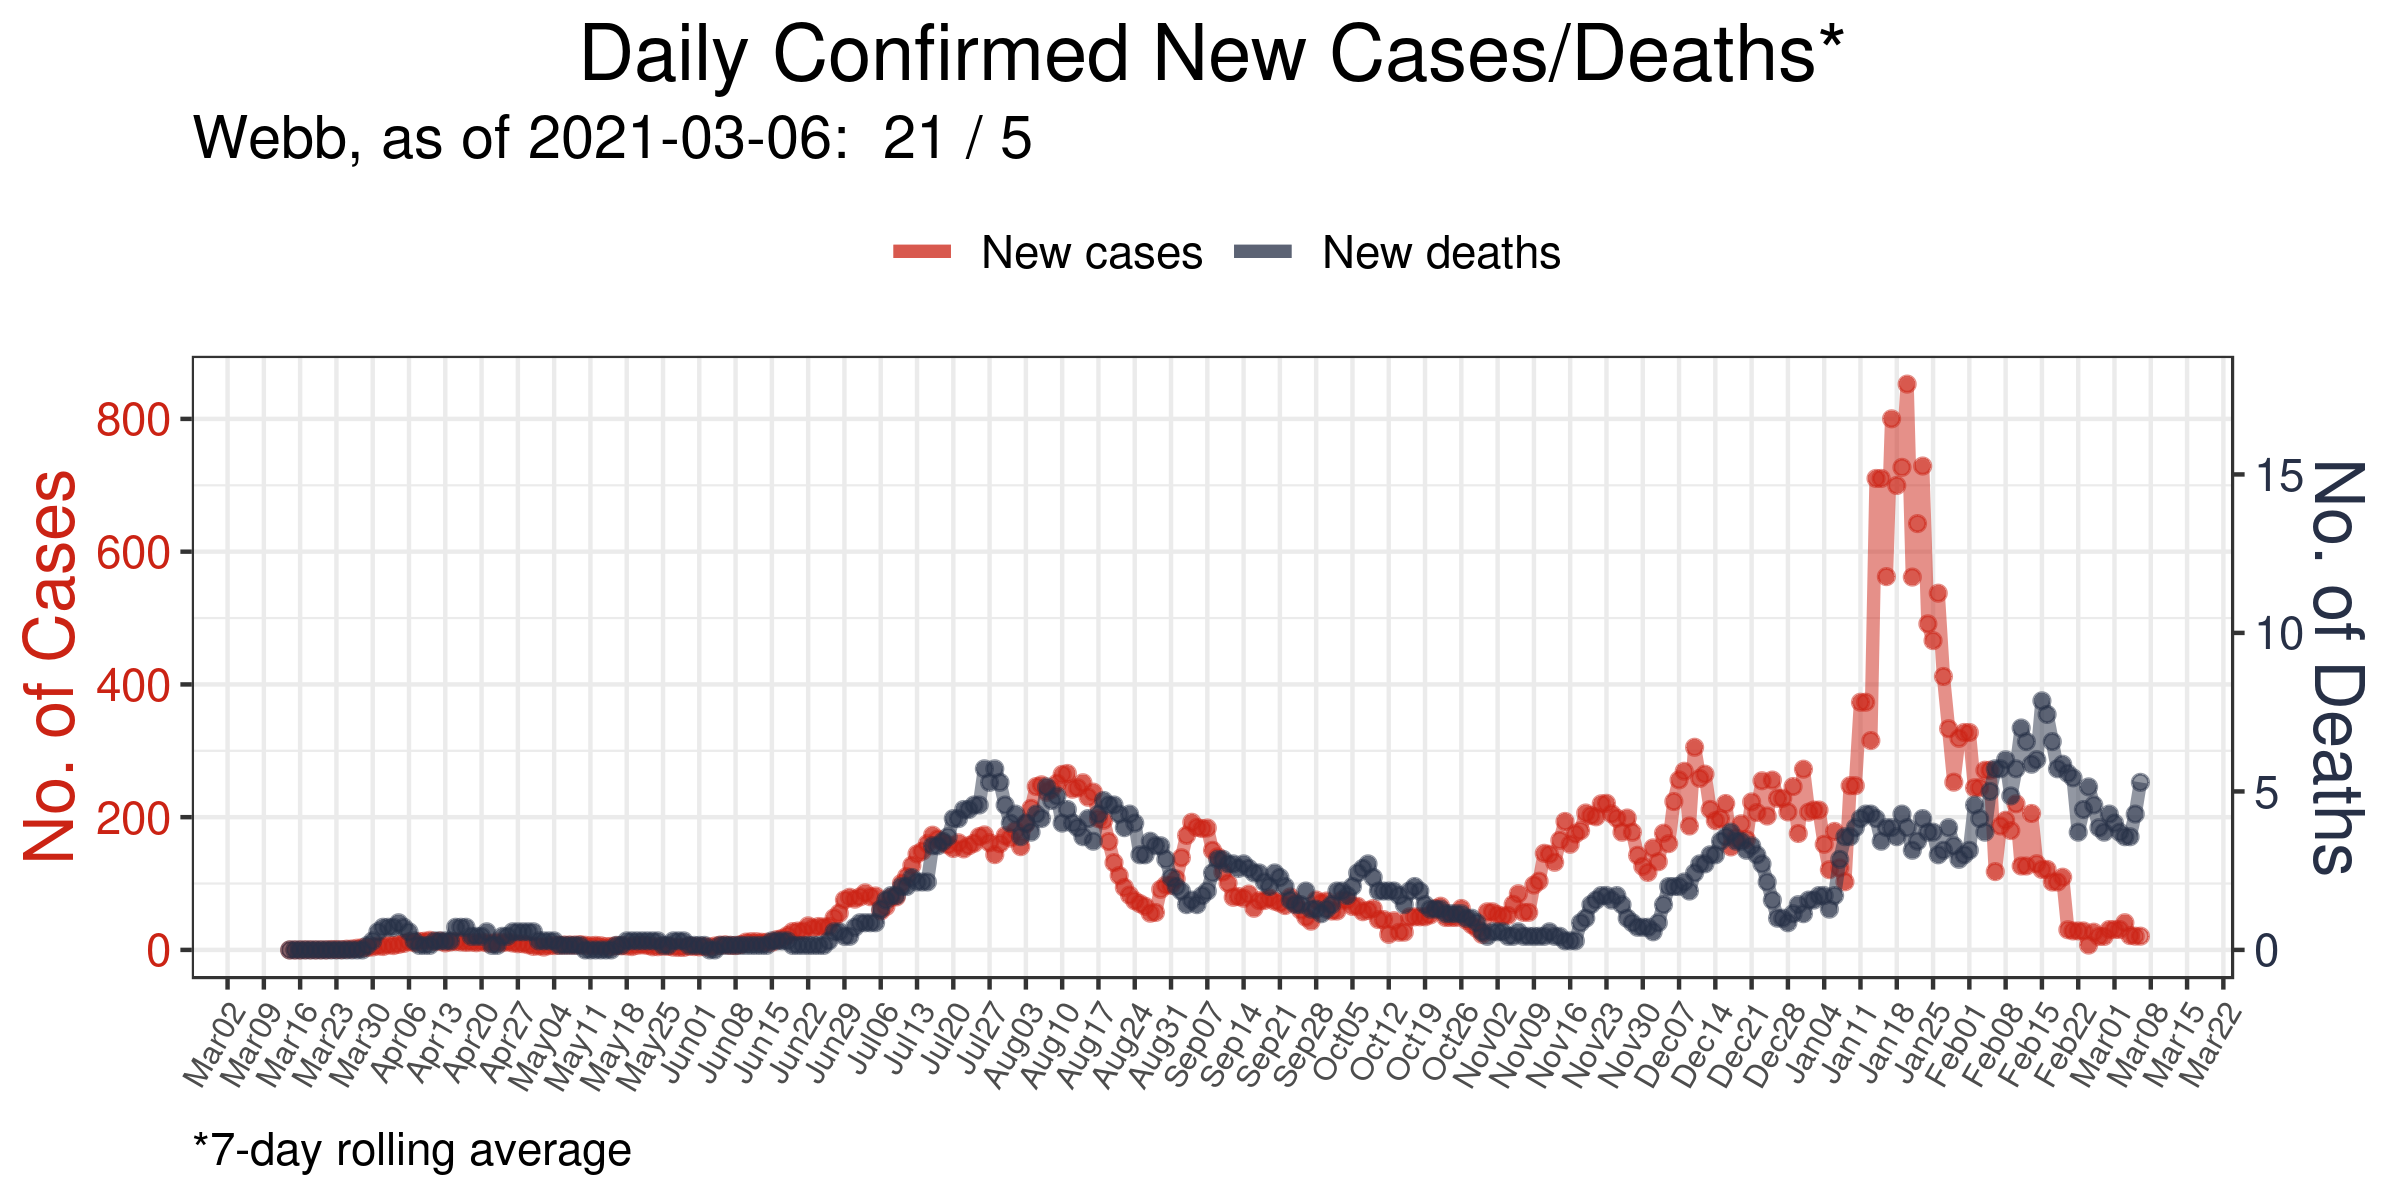 Daily Confirmed New Cases/Deaths*
Webb, as of 2021-03-06:  21 / 5
New cases
New deaths
No. of Cases
800
600
400
200
0
15
10
5
0
No. of Deaths
Mar02
Mar09
Mar16
Mar23
Mar30
Apr06
Apr13
Apr20
Apr27
May04
May11
May18
May25
Jun01
Jun08
Jun15
Jun22
Jun29
Jul06
Jul13
Jul20
Jul27
Aug03
Aug10
Aug17
Aug24
Aug31
Sep07
Sep14
Sep21
Sep28
Oct05
Oct12
Oct19
Oct26
Nov02
Nov09
Nov16
Nov23
Nov30
Dec07
Dec14
Dec21
Dec28
Jan04
Jan11
Jan18
Jan25
Feb01
Feb08
Feb15
Feb22
Mar01
Mar08
Mar15
Mar22
*7-day rolling average